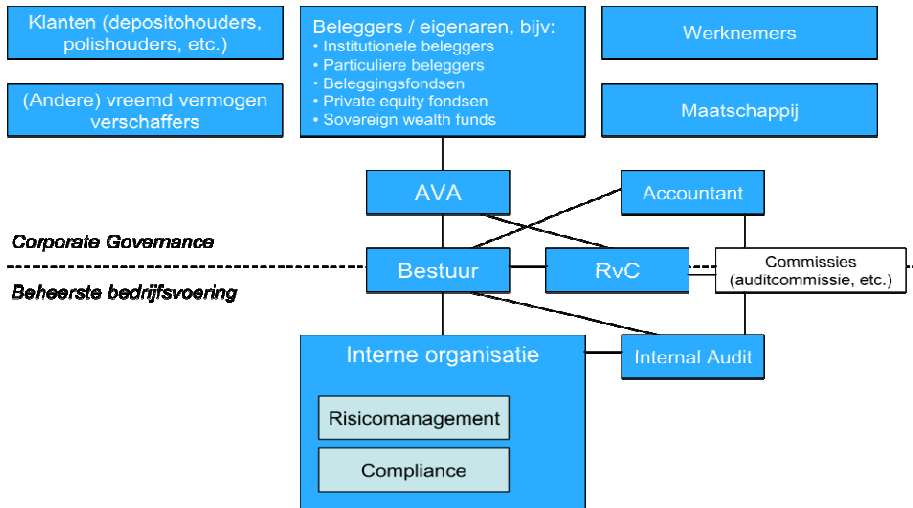 Klanten (depositohouders,
polishouders, etc.)
Beleggers / eigenaren, bijv:
• Institutionele beleggers
• Particuliere beleggers
• Beleggingsfondsen
• Private equity fondsen
• Sovereign wealth funds
Werknemers
(Andere) vreemd vermogen
verschaffers
Maatschappij
AVA
Accountant
Corporate Governance
Bestuur
RvC
Commissies
(auditcommissie, etc.)
Beheerste bedrijfsvoering
Interne organisatie
Internal Audit
Risicomanagement
Compliance